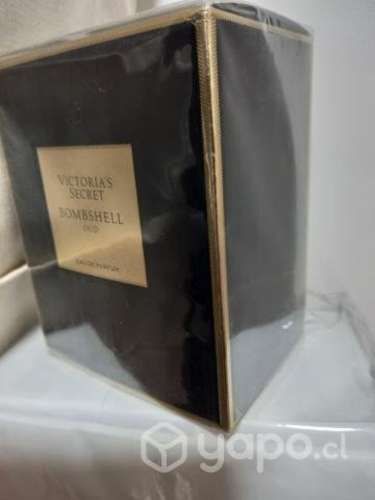 VICTORIA'S
SECRET
BOMBSHELL
OUD
EAU DE PARFUM
yapo.cl